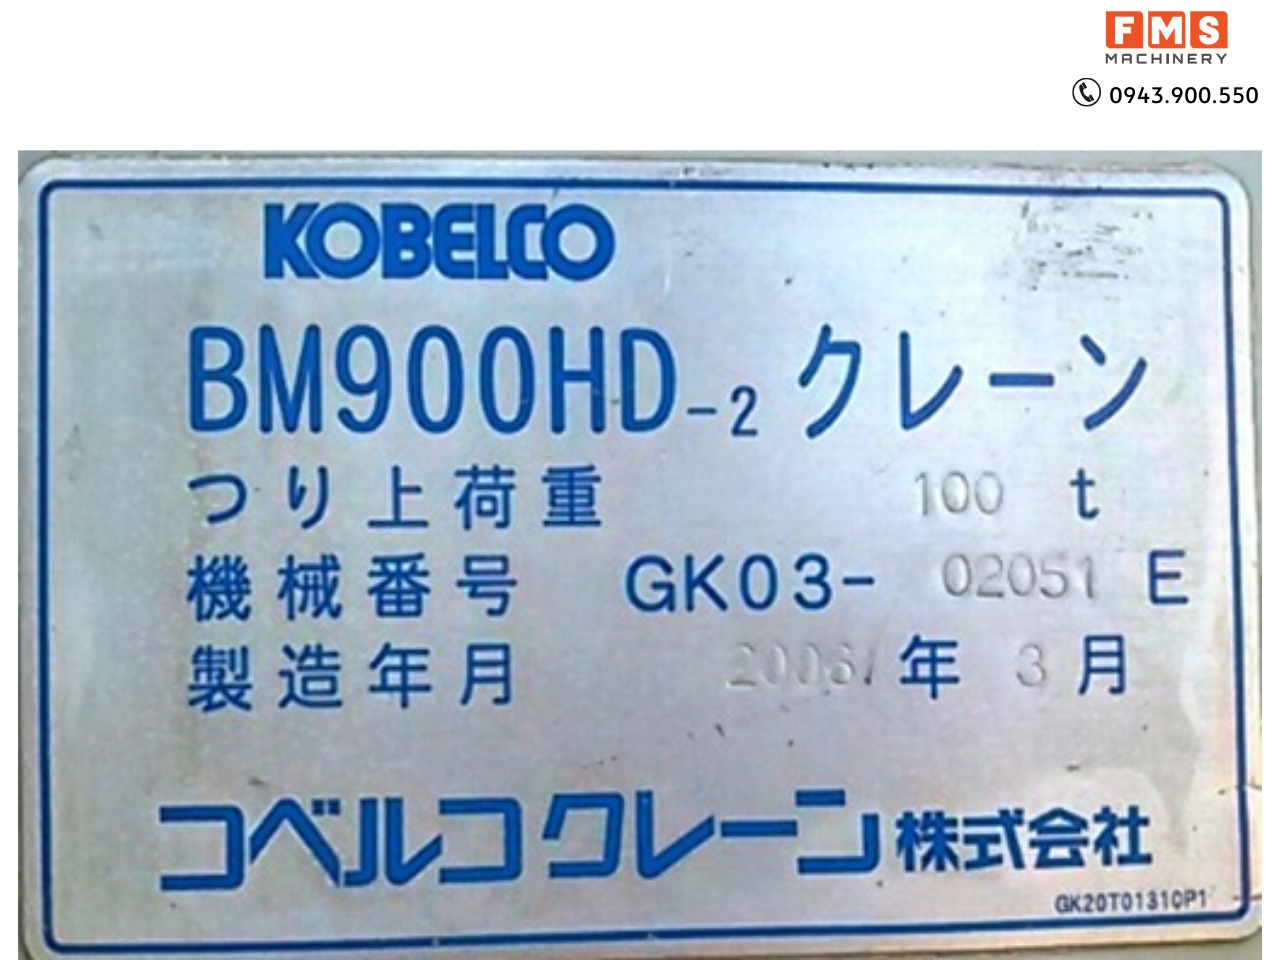 FMS
MACHINERY
0943.900.550
KOBELCO
BM900HD-2 クレーン
つり上荷重 100 t
機械番号 GK03- 02051 E
製造年月 2006/ 年 3 月
コベルコクレーン株式会社
GK20T01310P1